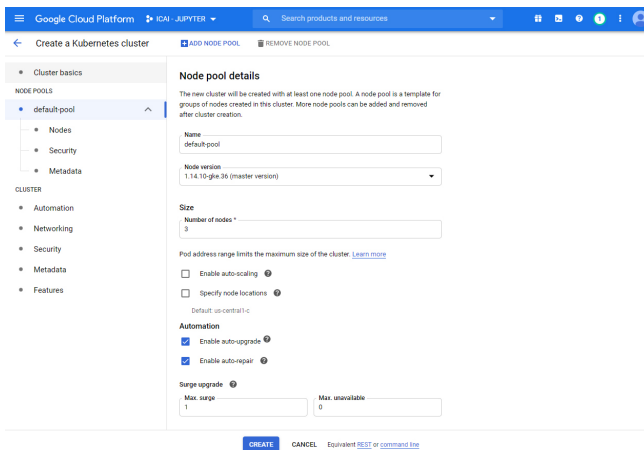 Google Cloud Platform
ICAI - JUPYTER
Search products and resources
1
Create a Kubernetes cluster
ADD NODE POOL
REMOVE NODE POOL
Cluster basics
NODE POOLS
default-pool
Nodes
Security
Metadata
CLUSTER
Automation
Networking
Security
Metadata
Features
Node pool details
The new cluster will be created with at least one node pool. A node pool is a template for
groups of nodes created in this cluster. More node pools can be added and removed
after cluster creation.
Name
default-pool
Node version
1.14.10-gke.36 (master version)
Size
Number of nodes *
3
Pod address range limits the maximum size of the cluster. Learn more
Enable auto-scaling
Specify node locations
Default: us-central1-c
Automation
Enable auto-upgrade
Enable auto-repair
Surge upgrade
Max. surge
1
Max. unavailable
0
CREATE
CANCEL
Equivalent REST or command line